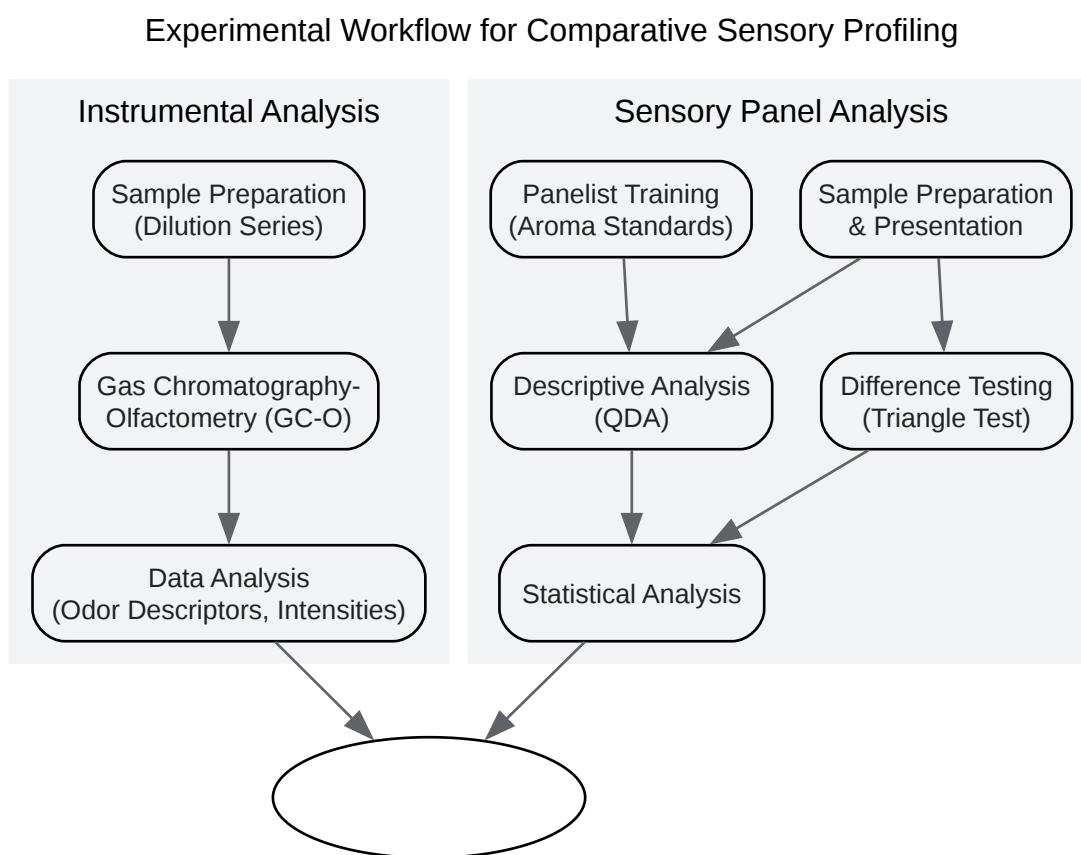 Experimental Workflow for Comparative Sensory Profiling
Instrumental Analysis
Sample Preparation
(Dilution Series)
Gas Chromatography-
Olfactometry (GC-O)
Data Analysis
(Odor Descriptors, Intensities)
Sensory Panel Analysis
Panelist Training
(Aroma Standards)
Sample Preparation
& Presentation
Descriptive Analysis
(QDA)
Difference Testing
(Triangle Test)
Statistical Analysis